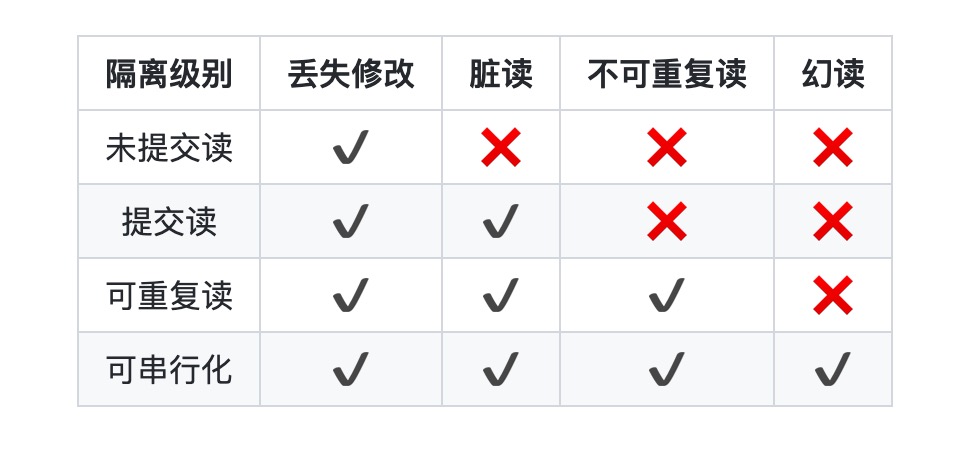 隔离级别 丢失修改 脏读 不可重复读 幻读
未提交读 ✔ ❌ ❌ ❌
提交读 ✔ ✔ ❌ ❌
可重复读 ✔ ✔ ✔ ❌
可串行化 ✔ ✔ ✔ ✔